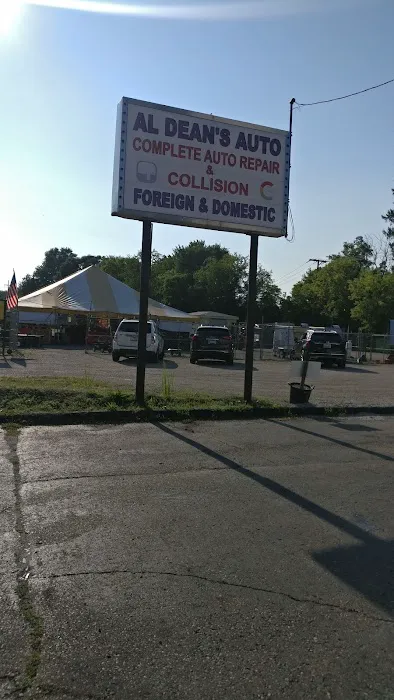 AL DEAN'S AUTO
COMPLETE AUTO REPAIR
&
COLLISION
FOREIGN & DOMESTIC